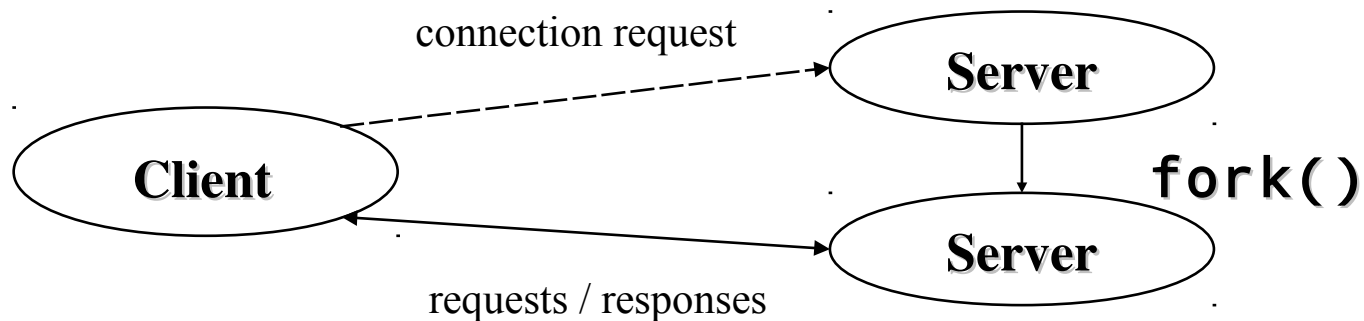 connection request
Server
Client
fork()
Server
requests / responses